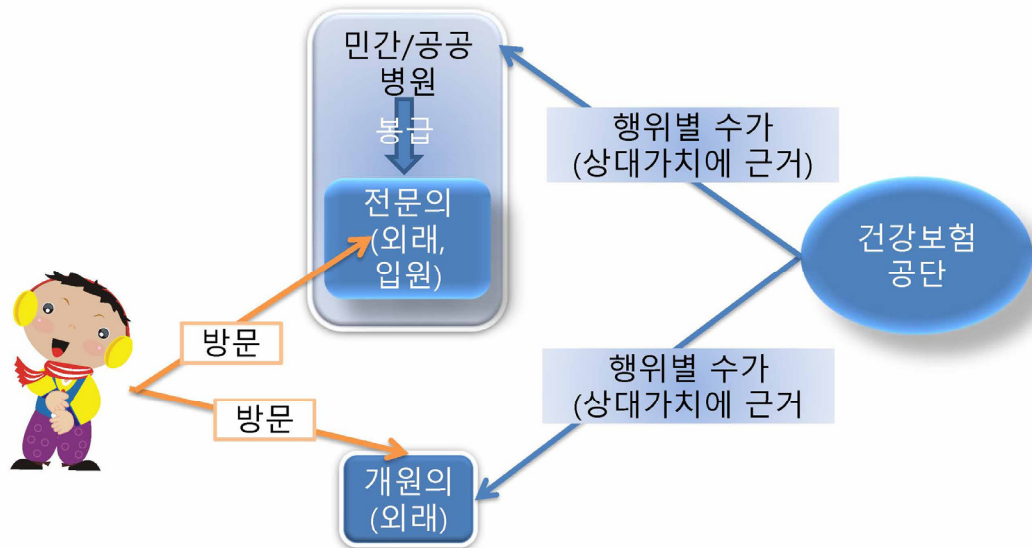 민간/공공
병원
봉급
전문의
(외래,
입원)
행위별 수가
(상대가치에 근거)
건강보험
공단
방문
방문
행위별 수가
(상대가치에 근거
개원의
(외래)